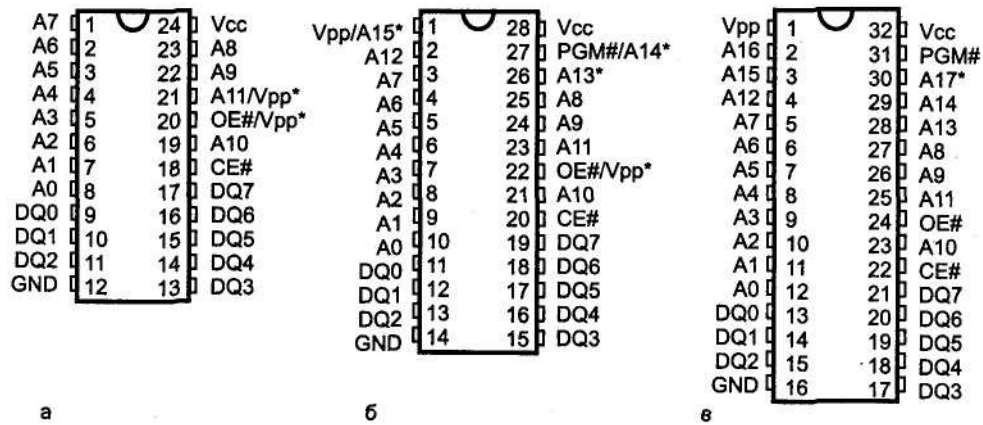 A7 1 24 Vcc
A6 2 23 A8
A5 3 22 A9
A4 4 21 A11/Vpp*
A3 5 20 OE#/Vpp*
A2 6 19 A10
A1 7 18 CE#
A0 8 17 DQ7
DQ0 9 16 DQ6
DQ1 10 15 DQ5
DQ2 11 14 DQ4
GND 12 13 DQ3
а
Vpp/A15* 1 28 Vcc
A12 2 27 PGM#/A14*
A7 3 26 A13*
A6 4 25 A8
A5 5 24 A9
A4 6 23 A11
A3 7 22 OE#/Vpp*
A2 8 21 A10
A1 9 20 CE#
A0 10 19 DQ7
DQ0 11 18 DQ6
DQ1 12 17 DQ5
DQ2 13 16 DQ4
GND 14 15 DQ3
б
Vpp 1 32 Vcc
A16 2 31 PGM#
A15 3 30 A17*
A12 4 29 A14
A7 5 28 A13
A6 6 27 A8
A5 7 26 A9
A4 8 25 A11
A3 9 24 OE#
A2 10 23 A10
A1 11 22 CE#
A0 12 21 DQ7
DQ0 13 20 DQ6
DQ1 14 19 DQ5
DQ2 15 18 DQ4
GND 16 17 DQ3
в